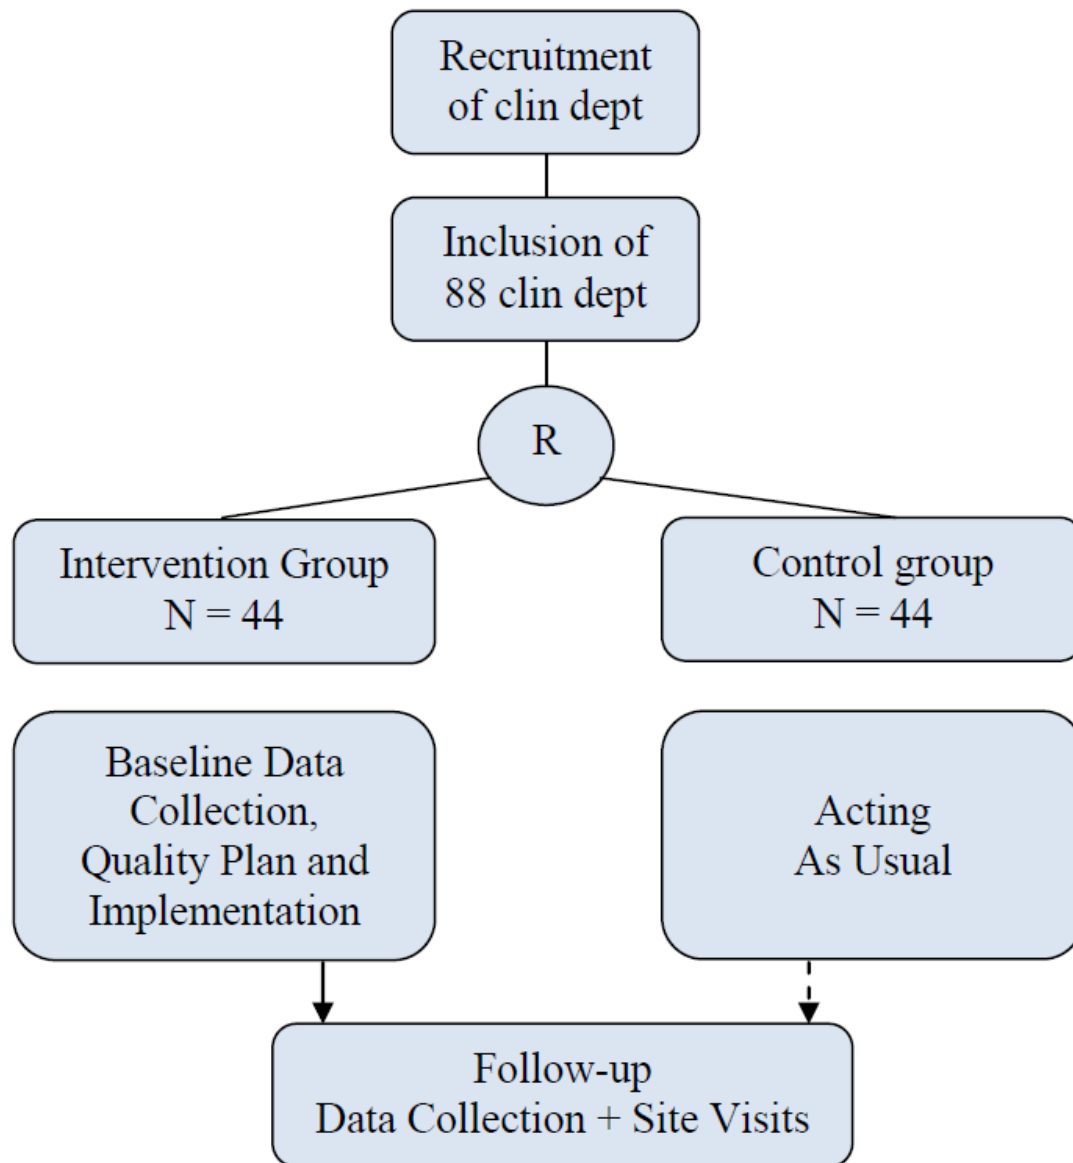 Recruitment
of clin dept
Inclusion of
88 clin dept
R
Intervention Group
N = 44
Control group
N = 44
Baseline Data
Collection,
Quality Plan and
Implementation
Acting
As Usual
Follow-up
Data Collection + Site Visits